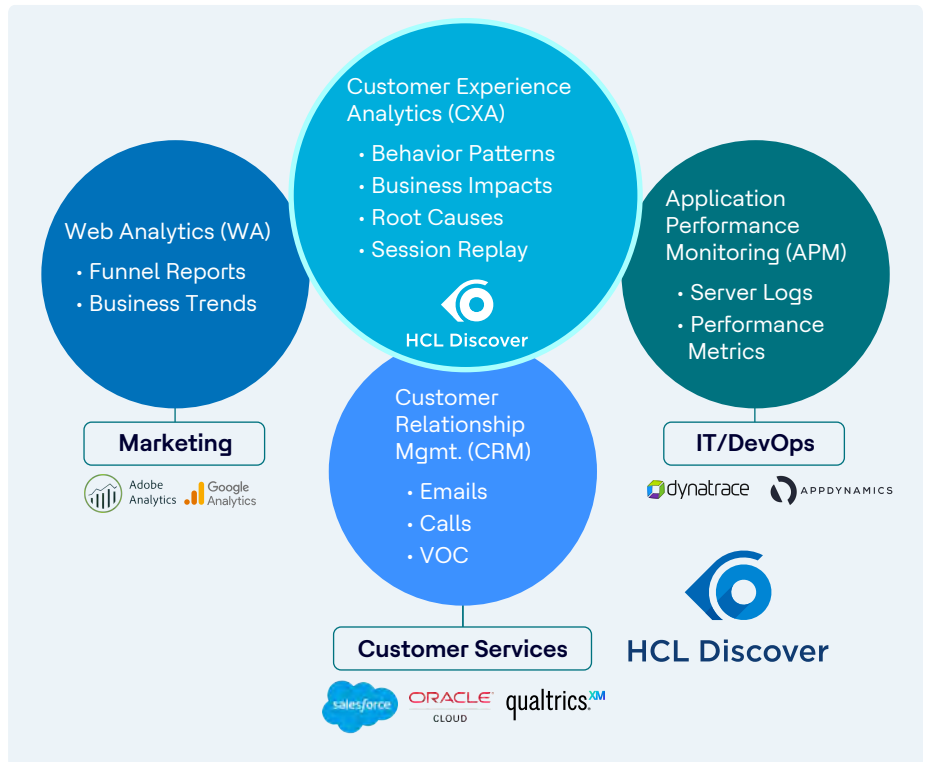 Customer Experience
Analytics (CXA)
• Behavior Patterns
• Business Impacts
• Root Causes
• Session Replay
HCL Discover
Web Analytics (WA)
• Funnel Reports
• Business Trends
Marketing
Adobe
Analytics
Google
Analytics
Application
Performance
Monitoring (APM)
• Server Logs
• Performance
Metrics
IT/DevOps
dynatrace
APPDYNAMICS
Customer
Relationship
Mgmt. (CRM)
• Emails
• Calls
• VOC
Customer Services
salesforce
ORACLE
CLOUD
qualtrics.XM
HCL Discover